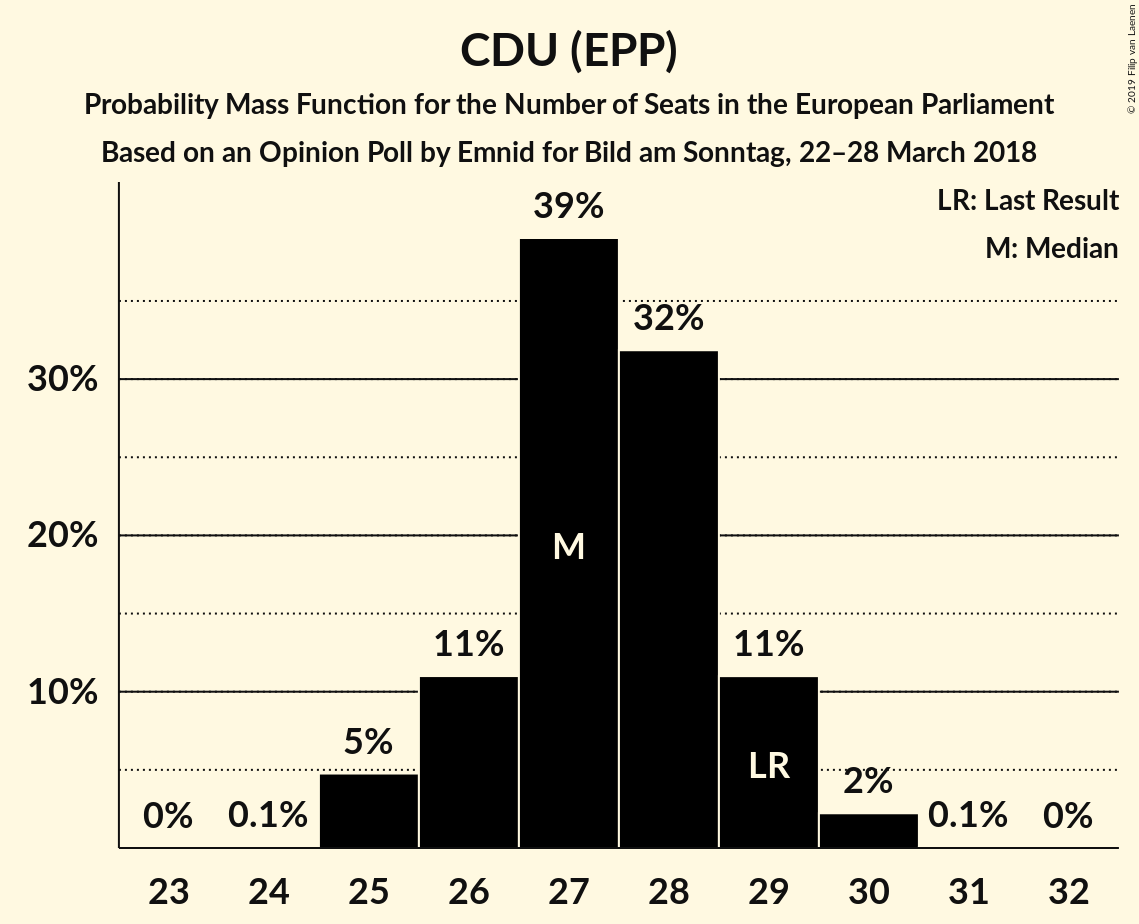 CDU (EPP)
Probability Mass Function for the Number of Seats in the European Parliament
Based on an Opinion Poll by Emnid for Bild am Sonntag, 22–28 March 2018
© 2019 Filip van Laenen
LR: Last Result
M: Median
39%
32%
30%
20%
M
11%
11%
10%
5%
LR
2%
0%
0.1%
0.1%
0%
23 24 25 26 27 28 29 30 31 32